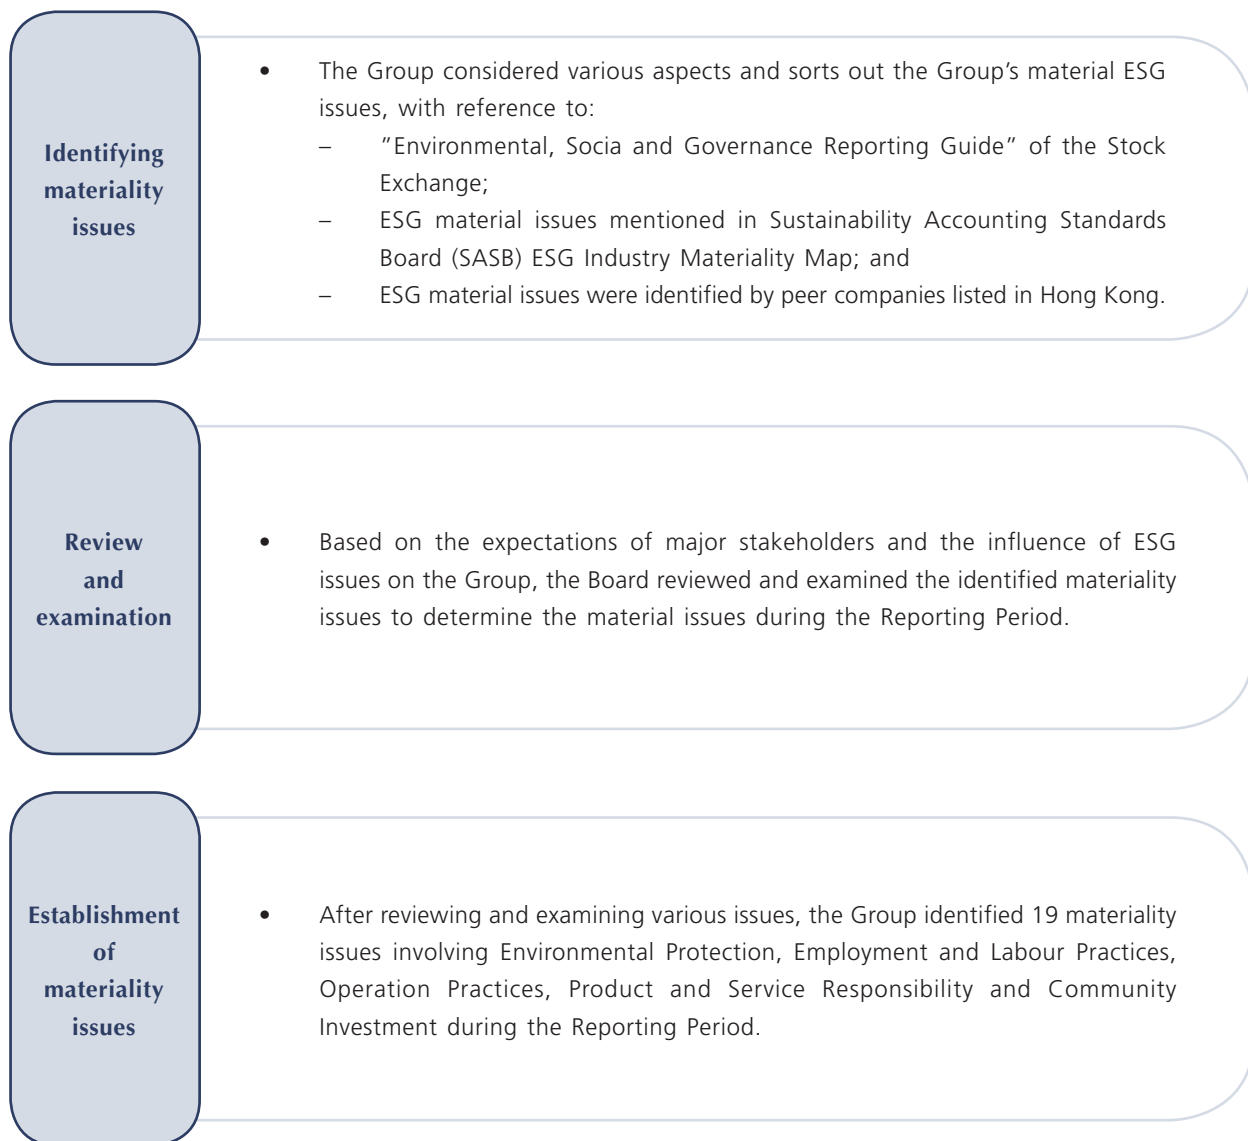 Identifying
materiality
issues
• The Group considered various aspects and sorts out the Group’s material ESG
issues, with reference to:
– ”Environmental, Socia and Governance Reporting Guide” of the Stock
Exchange;
– ESG material issues mentioned in Sustainability Accounting Standards
Board (SASB) ESG Industry Materiality Map; and
– ESG material issues were identified by peer companies listed in Hong Kong.
Review
and
examination
• Based on the expectations of major stakeholders and the influence of ESG
issues on the Group, the Board reviewed and examined the identified materiality
issues to determine the material issues during the Reporting Period.
Establishment
of
materiality
issues
• After reviewing and examining various issues, the Group identified 19 materiality
issues involving Environmental Protection, Employment and Labour Practices,
Operation Practices, Product and Service Responsibility and Community
Investment during the Reporting Period.